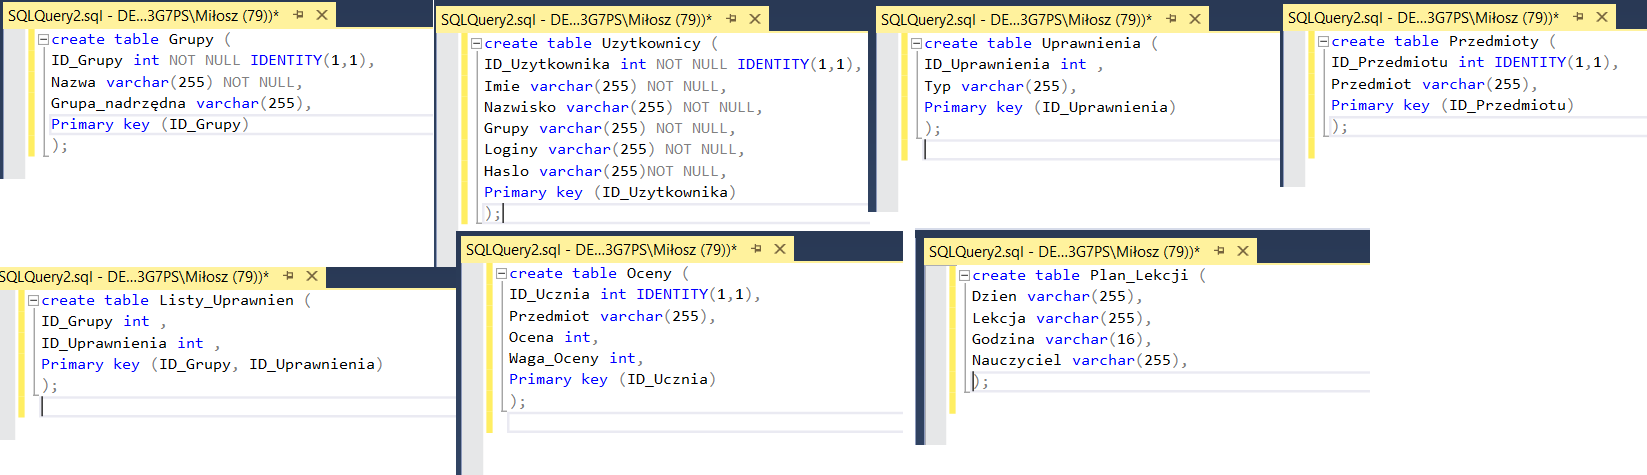 SQLQuery2.sql - DE...3G7PS\Miłosz (79))*
create table Grupy (
ID_Grupy int NOT NULL IDENTITY(1,1),
Nazwa varchar(255) NOT NULL,
Grupa_nadrzędna varchar(255),
Primary key (ID_Grupy)
);
SQLQuery2.sql - DE...3G7PS\Miłosz (79))*
create table Uzytkownicy (
ID_Uzytkownika int NOT NULL IDENTITY(1,1),
Imie varchar(255) NOT NULL,
Nazwisko varchar(255) NOT NULL,
Grupy varchar(255) NOT NULL,
Loginy varchar(255) NOT NULL,
Haslo varchar(255)NOT NULL,
Primary key (ID_Uzytkownika)
);
SQLQuery2.sql - DE...3G7PS\Miłosz (79))*
create table Uprawnienia (
ID_Uprawnienia int ,
Typ varchar(255),
Primary key (ID_Uprawnienia)
);
SQLQuery2.sql - DE...3G7PS\Miłosz (79))*
create table Przedmioty (
ID_Przedmiotu int IDENTITY(1,1),
Przedmiot varchar(255),
Primary key (ID_Przedmiotu)
);
SQLQuery2.sql - DE...3G7PS\Miłosz (79))*
create table Listy_Uprawnien (
ID_Grupy int ,
ID_Uprawnienia int ,
Primary key (ID_Grupy, ID_Uprawnienia)
);
SQLQuery2.sql - DE...3G7PS\Miłosz (79))*
create table Oceny (
ID_Ucznia int IDENTITY(1,1),
Przedmiot varchar(255),
Ocena int,
Waga_Oceny int,
Primary key (ID_Ucznia)
);
SQLQuery2.sql - DE...3G7PS\Miłosz (79))*
create table Plan_Lekcji (
Dzien varchar(255),
Lekcja varchar(255),
Godzina varchar(16),
Nauczyciel varchar(255),
);